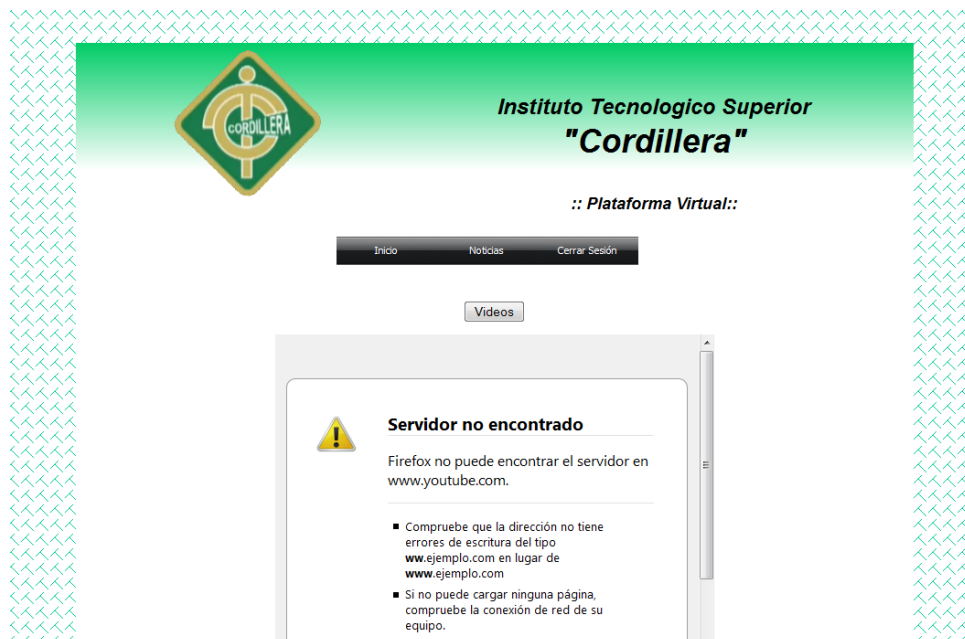 CORDILLERA
Instituto Tecnologico Superior
"Cordillera"
:: Plataforma Virtual::
Inicio
Noticias
Cerrar Sesión
Videos
Servidor no encontrado
Firefox no puede encontrar el servidor en
www.youtube.com.
Compruebe que la dirección no tiene
errores de escritura del tipo
ww.ejemplo.com en lugar de
www.ejemplo.com
Si no puede cargar ninguna página,
compruebe la conexión de red de su
equipo.